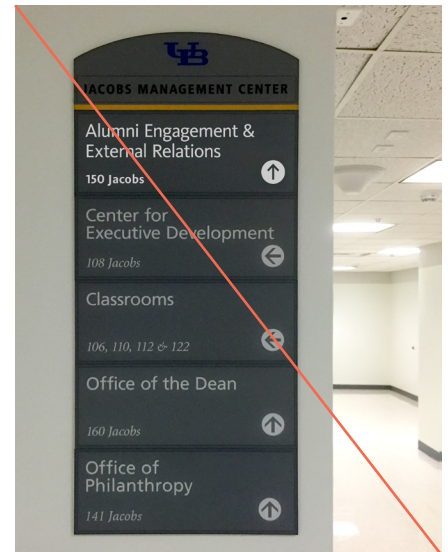 UB
JACOBS MANAGEMENT CENTER
Alumni Engagement &
External Relations
150 Jacobs
Center for
Executive Development
108 Jacobs
Classrooms
106, 110, 112 & 122
Office of the Dean
160 Jacobs
Office of
Philanthropy
141 Jacobs